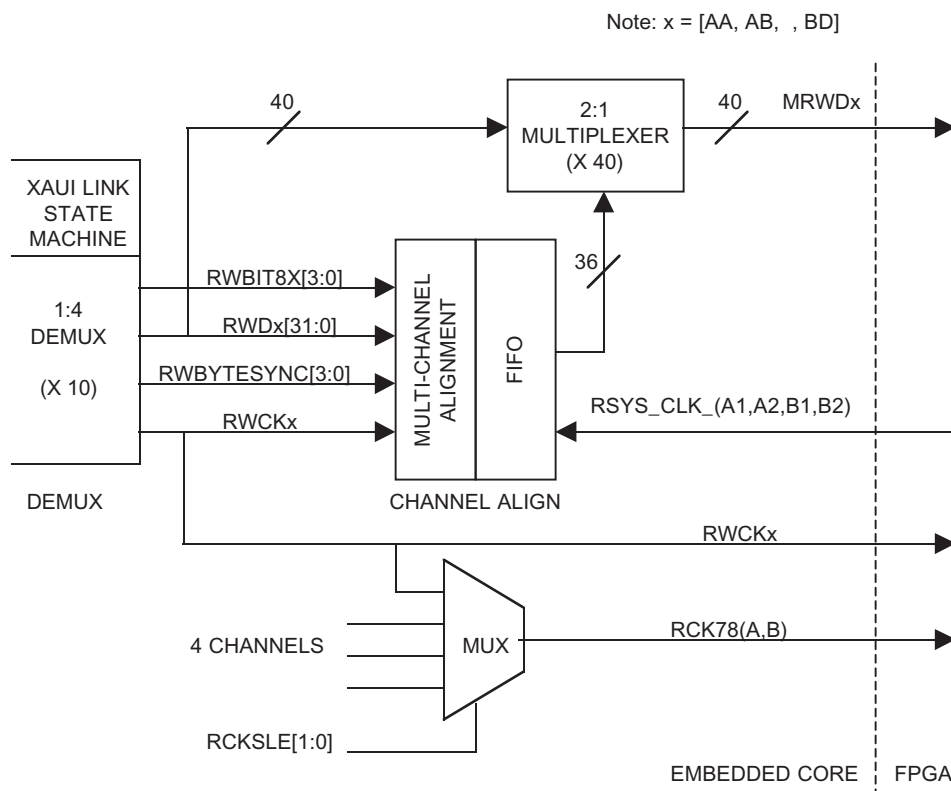 Note: x = [AA, AB,  , BD]
40
2:1
MULTIPLEXER
(X 40)
40
MRWDx
XAUI LINK
STATE
MACHINE
1:4
DEMUX
(X 10)
RWBIT8X[3:0]
RWDx[31:0]
RWBYTESYNC[3:0]
RWCKx
MULTI-CHANNEL
ALIGNMENT
FIFO
36
RSYS_CLK_(A1,A2,B1,B2)
DEMUX
CHANNEL ALIGN
RWCKx
4 CHANNELS
MUX
RCK78(A,B)
RCKSLE[1:0]
EMBEDDED CORE
FPGA